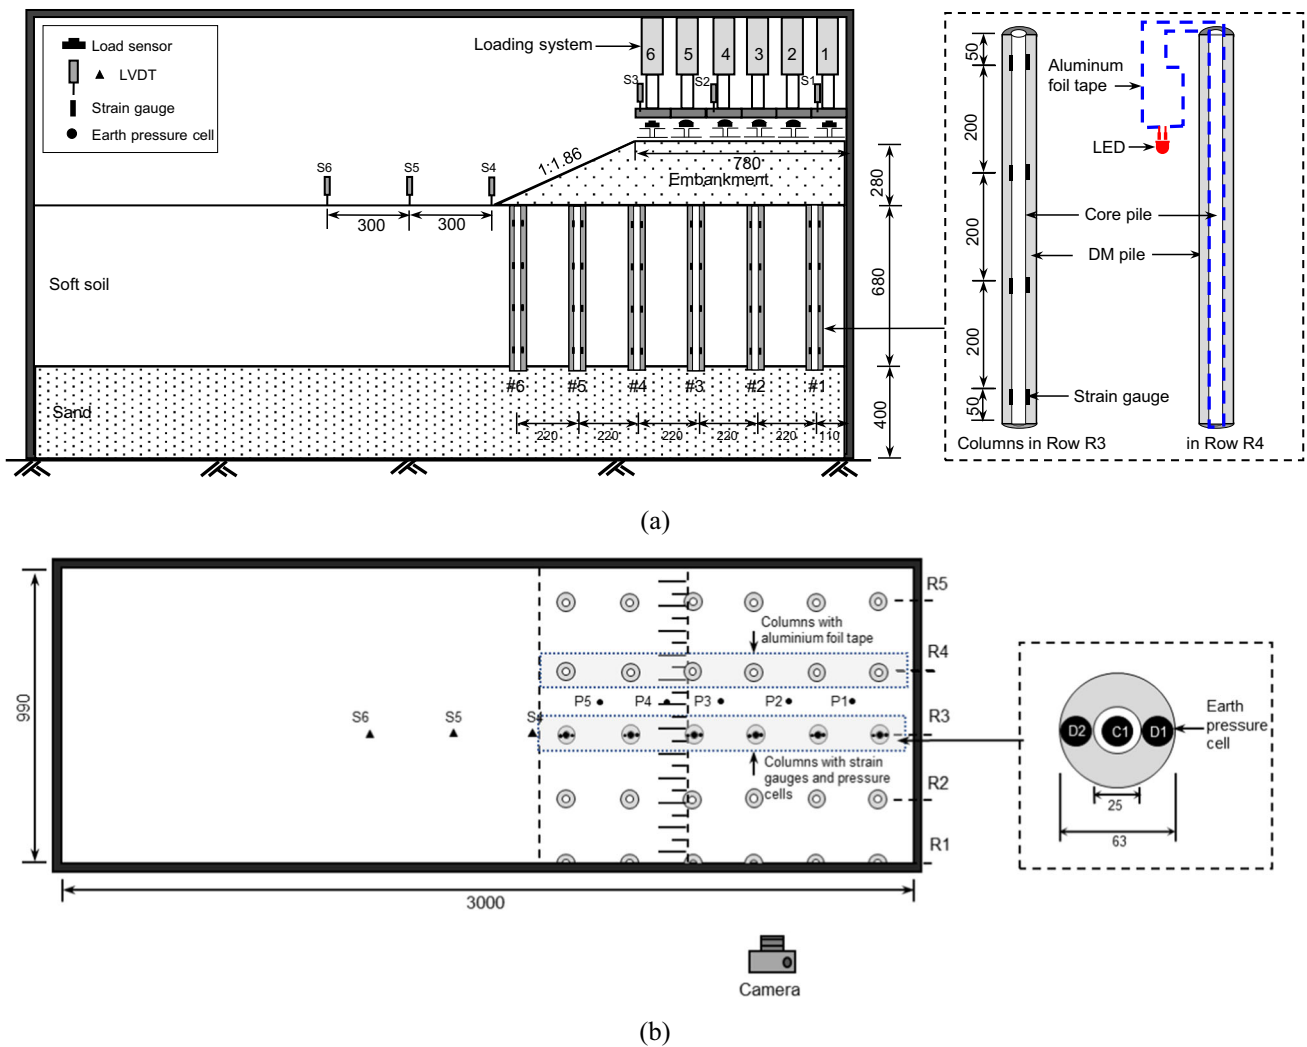 Load sensor
LVDT
Strain gauge
Earth pressure cell
Loading system
6 5 4 3 2 1
S3 S2 S1
S6 S5 S4
1:1.86
780
Embankment
280
300 300
Soft soil
680
#6 #5 #4 #3 #2 #1
Sand
220 220 220 220 220 110
400
50
200
200
200
50
Aluminum
foil tape
LED
Core pile
DM pile
Strain gauge
Columns in Row R3
in Row R4
(a)
R5
Columns with
aluminium foil tape
R4
P5 P4 P3 P2 P1
990
S6 S5 S4
R3
Columns with strain
gauges and pressure
cells
R2
R1
3000
D2 C1 D1
Earth
pressure
cell
25
63
Camera
(b)